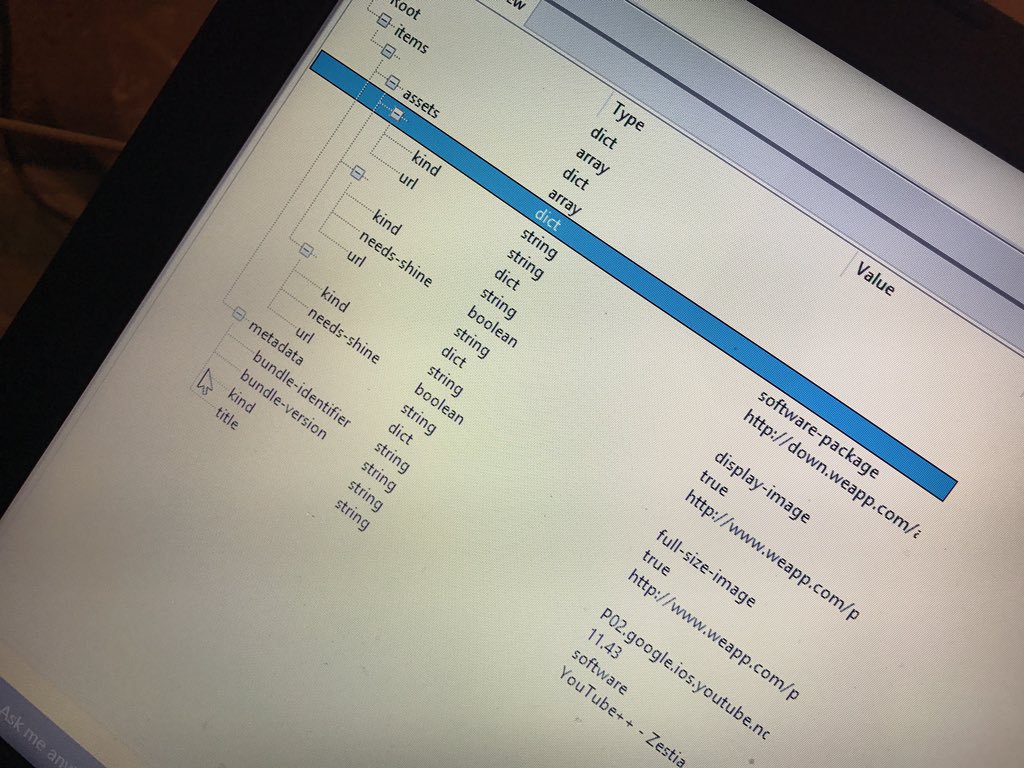 Type Value
Root dict
items array
dict
assets array
dict
kind string software-package
url string http://down.weapp.com/
dict
kind string display-image
needs-shine boolean true
url string http://www.weapp.com/p
dict
kind string full-size-image
needs-shine boolean true
url string http://www.weapp.com/p
metadata dict
bundle-identifier string P02.google.ios.youtube.nc
bundle-version string 11.43
kind string software
title string YouTube++ - Zestia
Ask me any